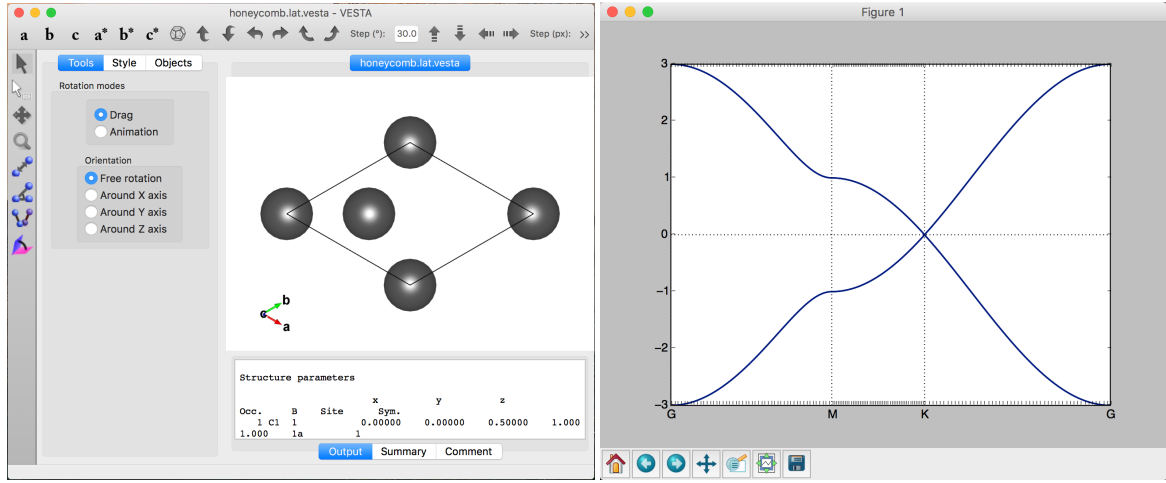 honeycomb.lat.vesta - VESTA
a b c a* b* c* Step (°): 30.0 Step (px): >>
Tools Style Objects
honeycomb.lat.vesta
Rotation modes
Drag
Animation
Orientation
Free rotation
Around X axis
Around Y axis
Around Z axis
b
c
a
Structure parameters
x y z
Occ. B Site Sym.
1 C1 1 0.00000 0.00000 0.50000 1.000
1.000 1a 1
Output Summary Comment
Figure 1
3
2
1
0
−1
−2
−3
G M K G